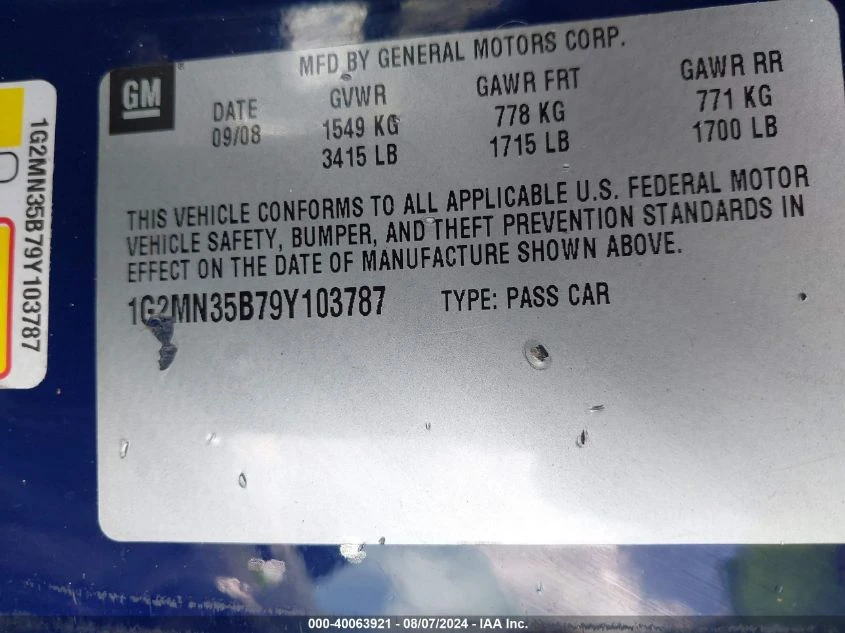 MFD BY GENERAL MOTORS CORP.
GM
DATE GVWR GAWR FRT GAWR RR
09/08 1549 KG 778 KG 771 KG
3415 LB 1715 LB 1700 LB
THIS VEHICLE CONFORMS TO ALL APPLICABLE U.S. FEDERAL MOTOR
VEHICLE SAFETY, BUMPER, AND THEFT PREVENTION STANDARDS IN
EFFECT ON THE DATE OF MANUFACTURE SHOWN ABOVE.
1G2MN35B79Y103787 TYPE: PASS CAR
1G2MN35B79Y103787
000-40063921 - 08/07/2024 - IAA Inc.